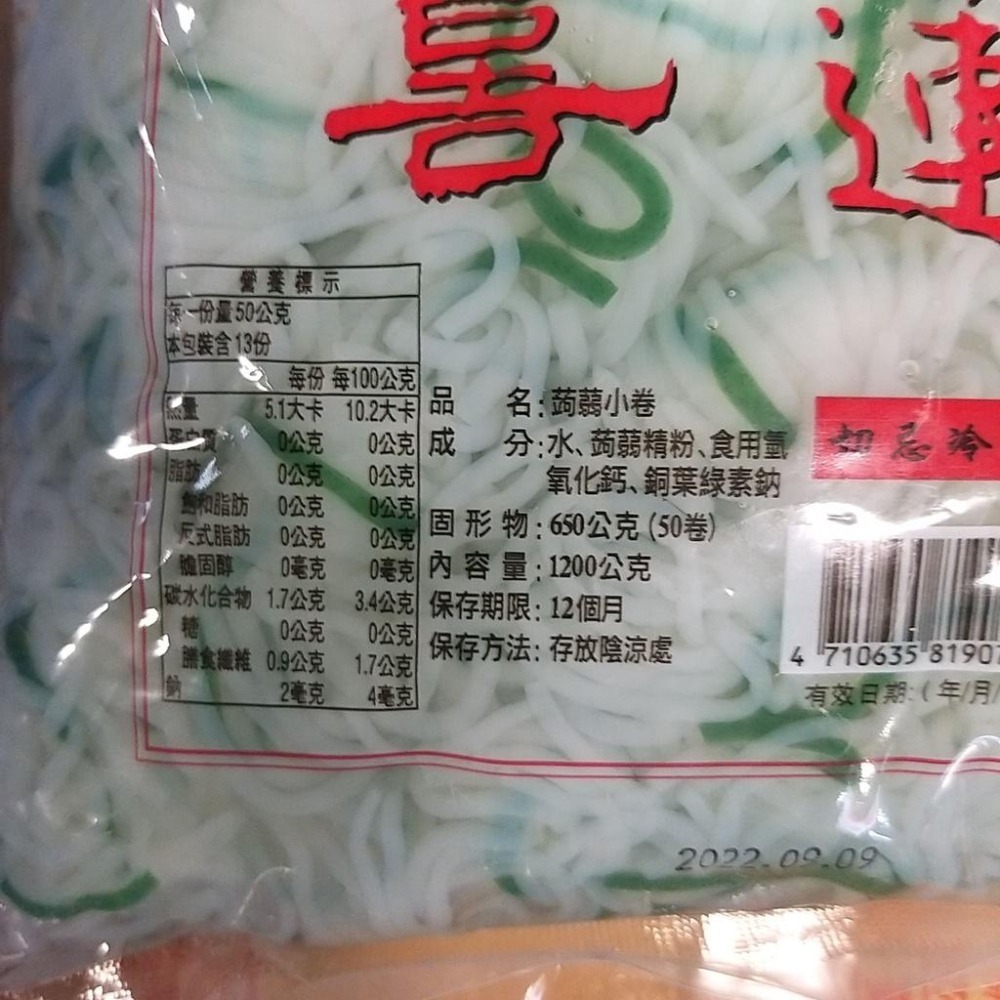 喜運
營養標示
每一份量50公克
本包裝含13份
每份 每100公克
熱量 5.1大卡 10.2大卡
蛋白質 0公克 0公克
脂肪 0公克 0公克
飽和脂肪 0公克 0公克
反式脂肪 0公克 0公克
膽固醇 0毫克 0毫克
碳水化合物 1.7公克 3.4公克
糖 0公克 0公克
膳食纖維 0.9公克 1.7公克
鈉 2毫克 4毫克
品名:蒟蒻小卷
成分:水、蒟蒻精粉、食用氫
氧化鈣、銅葉綠素鈉
固形物:650公克(50卷)
內容量:1200公克
保存期限:12個月
保存方法:存放陰涼處
切忌冷
4 710635 81907
有效日期:(年/月/
2022.09.09